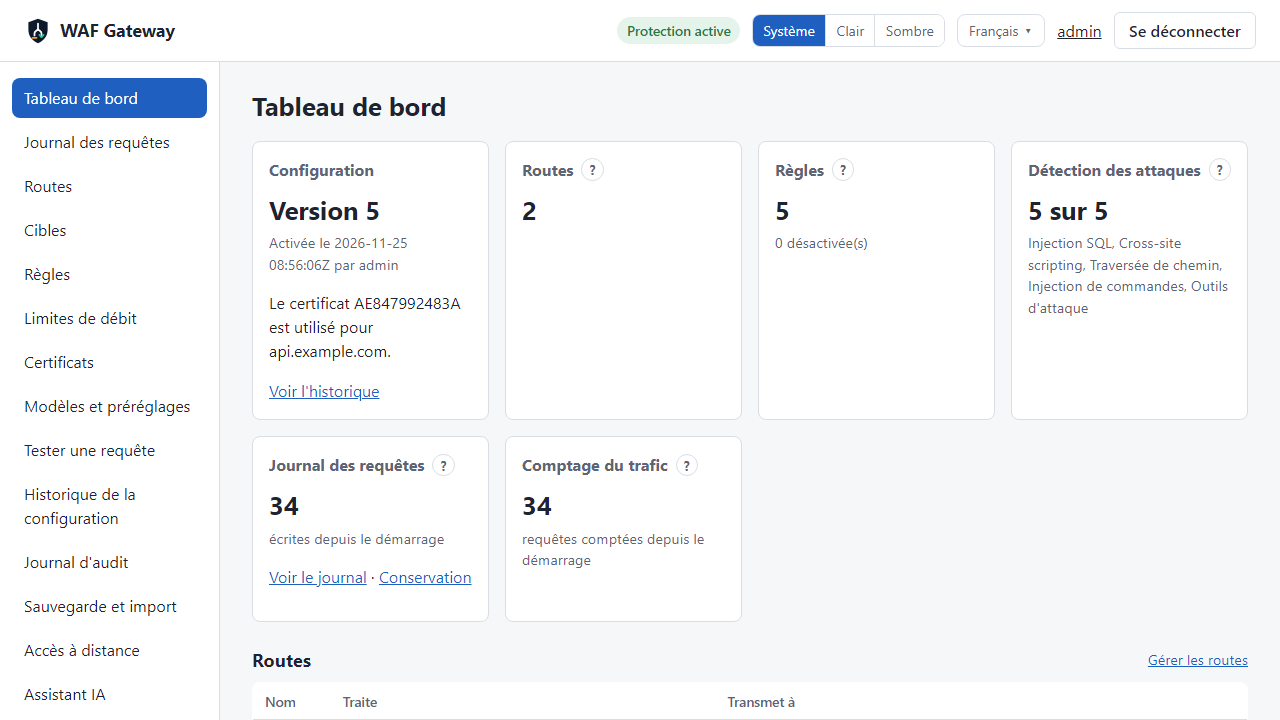 WAF Gateway
Protection active
Système
Clair
Sombre
Français ▾
admin
Se déconnecter
Tableau de bord
Journal des requêtes
Routes
Cibles
Règles
Limites de débit
Certificats
Modèles et préréglages
Tester une requête
Historique de la
configuration
Journal d'audit
Sauvegarde et import
Accès à distance
Assistant IA
Tableau de bord
Configuration
Version 5
Activée le 2026-11-25
08:56:06Z par admin
Le certificat AE847992483A
est utilisé pour
api.example.com.
Voir l'historique
Routes ?
2
Règles ?
5
0 désactivée(s)
Détection des attaques ?
5 sur 5
Injection SQL, Cross-site
scripting, Traversée de chemin,
Injection de commandes, Outils
d'attaque
Journal des requêtes ?
34
écrites depuis le démarrage
Voir le journal · Conservation
Comptage du trafic ?
34
requêtes comptées depuis le
démarrage
Routes
Gérer les routes
Nom
Traite
Transmet à